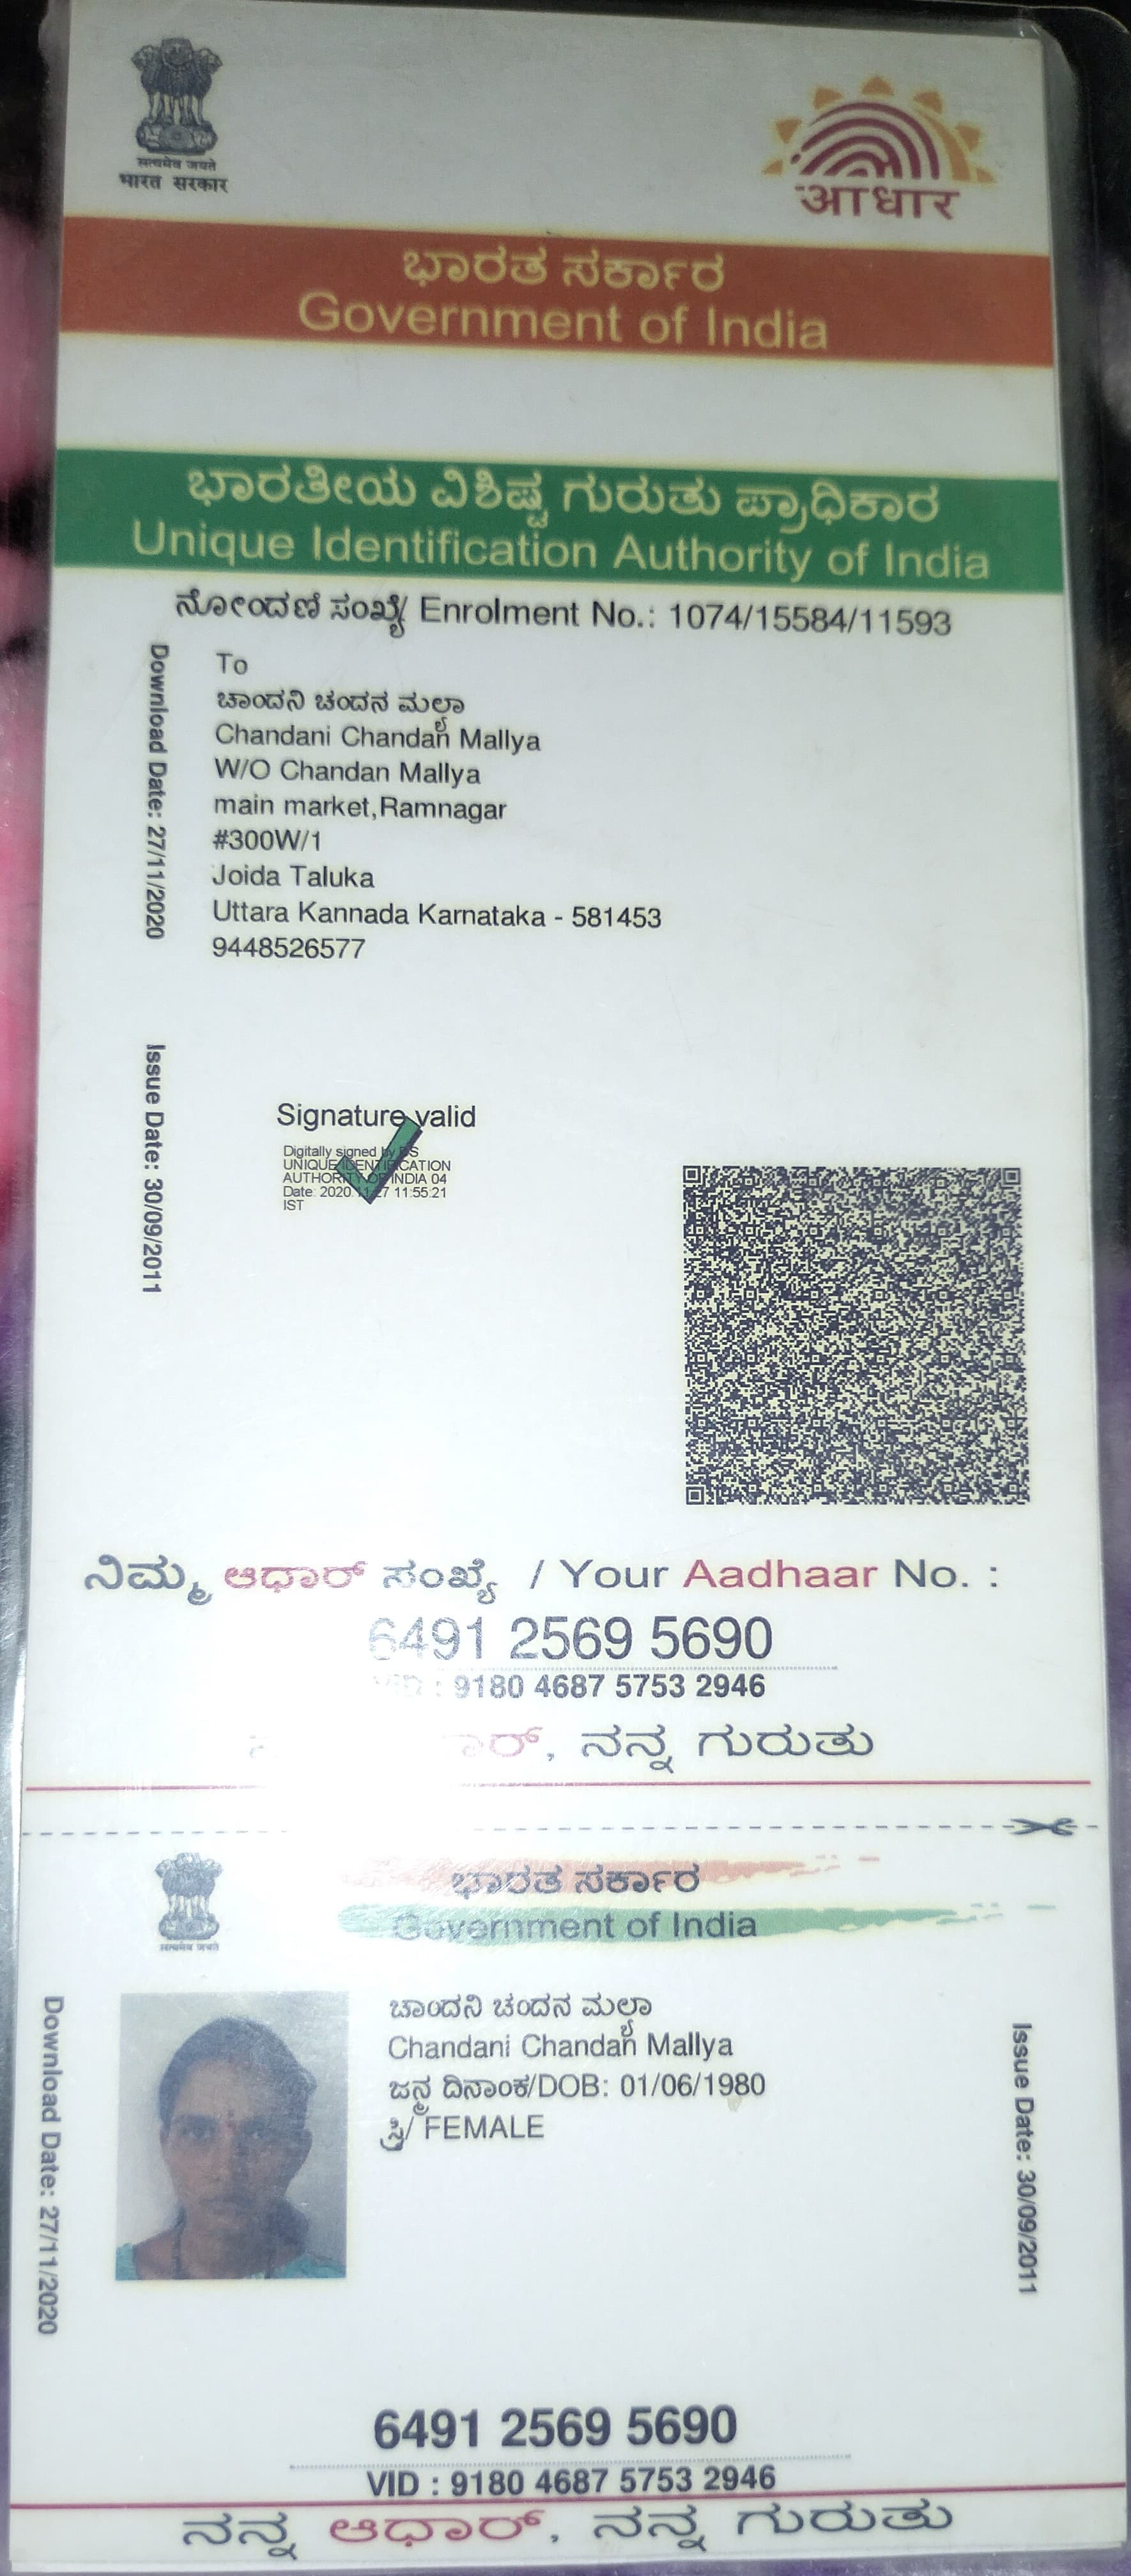 सत्यमेव जयते
भारत सरकार
आधार
ಭಾರತ ಸರ್ಕಾರ
Government of India
ಭಾರತೀಯ ವಿಶಿಷ್ಟ ಗುರುತು ಪ್ರಾಧಿಕಾರ
Unique Identification Authority of India
ನೋಂದಣಿ ಸಂಖ್ಯೆ/ Enrolment No.: 1074/15584/11593
Download Date: 27/11/2020
To
ಚಾಂದನಿ ಚಂದನ ಮಲ್ಯಾ
Chandani Chandan Mallya
W/O Chandan Mallya
main market,Ramnagar
#300W/1
Joida Taluka
Uttara Kannada Karnataka - 581453
9448526577
Issue Date: 30/09/2011
Signature valid
Digitally signed by DS
UNIQUE IDENTIFICATION
AUTHORITY OF INDIA 04
Date: 2020.11.27 11:55:21
IST
ನಿಮ್ಮ ಆಧಾರ್ ಸಂಖ್ಯೆ / Your Aadhaar No. :
6491 2569 5690
VID : 9180 4687 5753 2946
ನನ್ನ ಗುರುತು
ಭಾರತ ಸರ್ಕಾರ
Government of India
सत्यमेव जयते
Download Date: 27/11/2020
ಚಾಂದನಿ ಚಂದನ ಮಲ್ಯಾ
Chandani Chandan Mallya
ಜನ್ಮ ದಿನಾಂಕ/DOB: 01/06/1980
ಸ್ತ್ರೀ/ FEMALE
Issue Date: 30/09/2011
6491 2569 5690
VID : 9180 4687 5753 2946
ನನ್ನ ಆಧಾರ್, ನನ್ನ ಗುರುತು